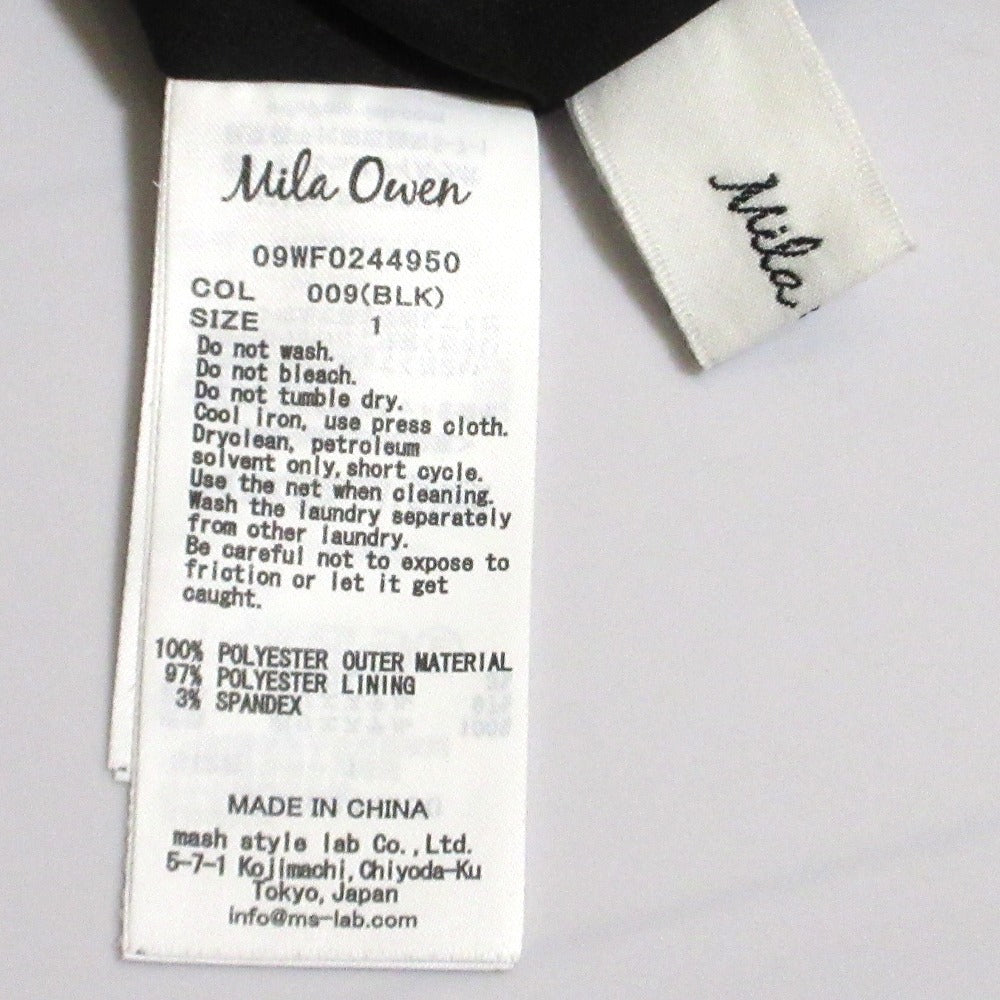 Mila Owen
09WF0244950
COL 009(BLK)
SIZE 1
Do not wash.
Do not bleach.
Do not tumble dry.
Cool iron, use press cloth.
Dryclean, petroleum
solvent only, short cycle.
Use the net when cleaning.
Wash the laundry separately
from other laundry.
Be careful not to expose to
friction or let it get
caught.
100% POLYESTER OUTER MATERIAL
97% POLYESTER LINING
3% SPANDEX
MADE IN CHINA
mash style lab Co., Ltd.
5-7-1 Kojimachi, Chiyoda-Ku
Tokyo, Japan
info@ms-lab.com
Mila